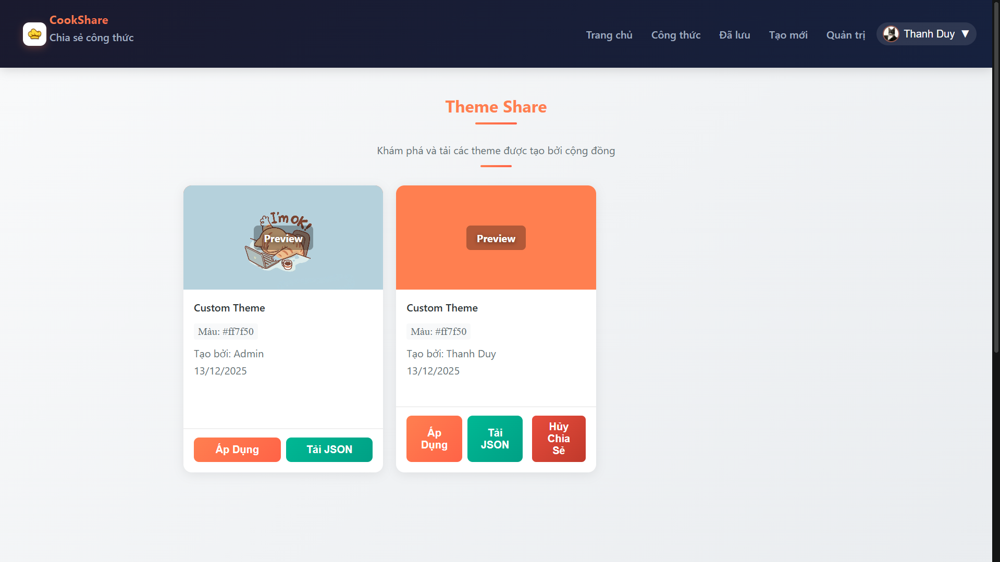 CookShare
Chia sẻ công thức
Trang chủ
Công thức
Đã lưu
Tạo mới
Quản trị
Thanh Duy ▼
Theme Share
Khám phá và tải các theme được tạo bởi cộng đồng
I'm ok!
Preview
Custom Theme
Màu: #ff7f50
Tạo bởi: Admin
13/12/2025
Áp Dụng
Tải JSON
Preview
Custom Theme
Màu: #ff7f50
Tạo bởi: Thanh Duy
13/12/2025
Áp
Dụng
Tải
JSON
Hủy
Chia
Sẻ